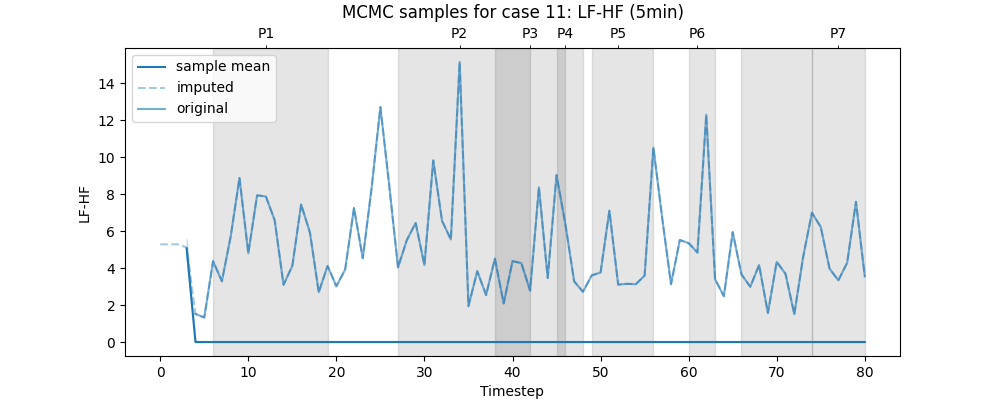 MCMC samples for case 11: LF-HF (5min)
P1 P2 P3 P4 P5 P6 P7
sample mean
imputed
original
14
12
10
8
6
4
2
0
LF-HF
0 10 20 30 40 50 60 70 80
Timestep